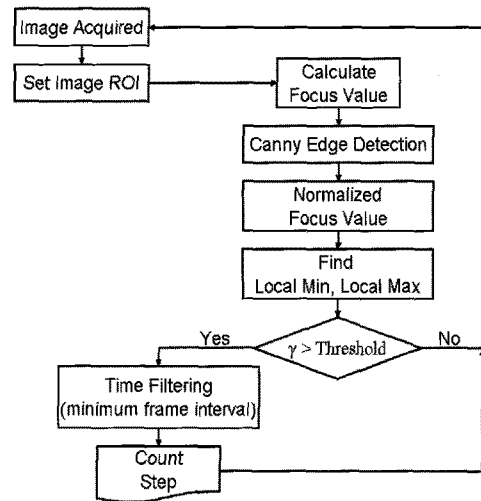 Image Acquired
Set Image ROI
Calculate
Focus Value
Canny Edge Detection
Normalized
Focus Value
Find
Local Min, Local Max
γ > Threshold
Yes
No
Time Filtering
(minimum frame interval)
Count
Step